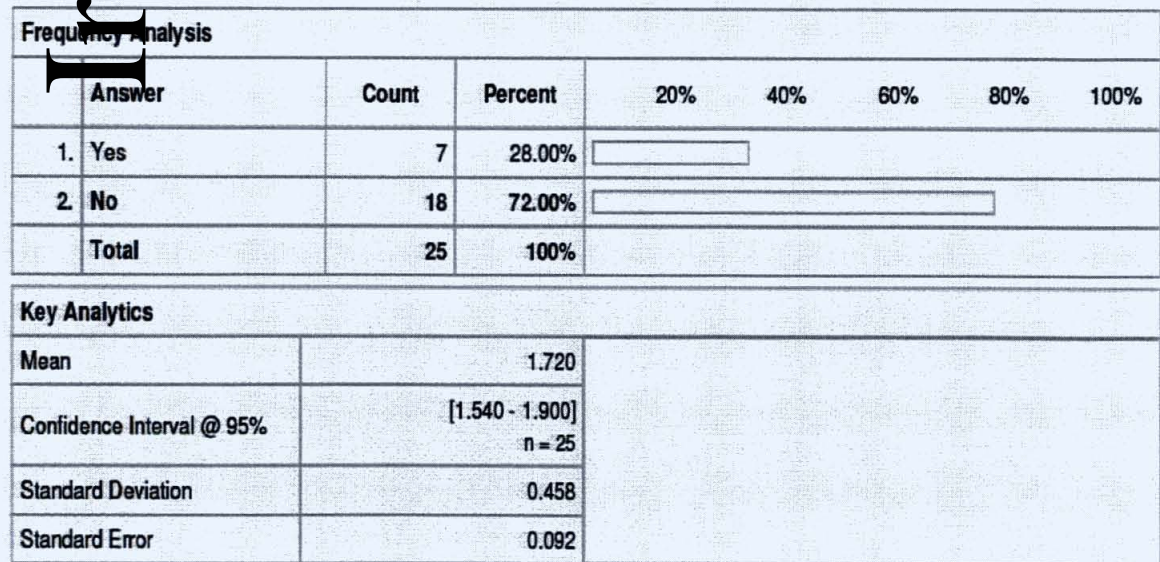 Frequency Analysis
Answer Count Percent 20% 40% 60% 80% 100%
1. Yes 7 28.00%
2. No 18 72.00%
Total 25 100%
Key Analytics
Mean 1.720
Confidence Interval @ 95% [1.540 - 1.900]
n = 25
Standard Deviation 0.458
Standard Error 0.092